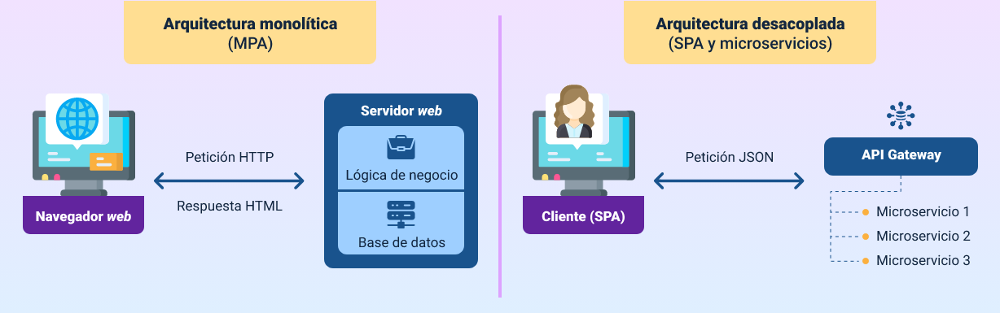 Arquitectura monolítica
(MPA)
Navegador web
Petición HTTP
Respuesta HTML
Servidor web
Lógica de negocio
Base de datos
Arquitectura desacoplada
(SPA y microservicios)
Cliente (SPA)
Petición JSON
API Gateway
Microservicio 1
Microservicio 2
Microservicio 3